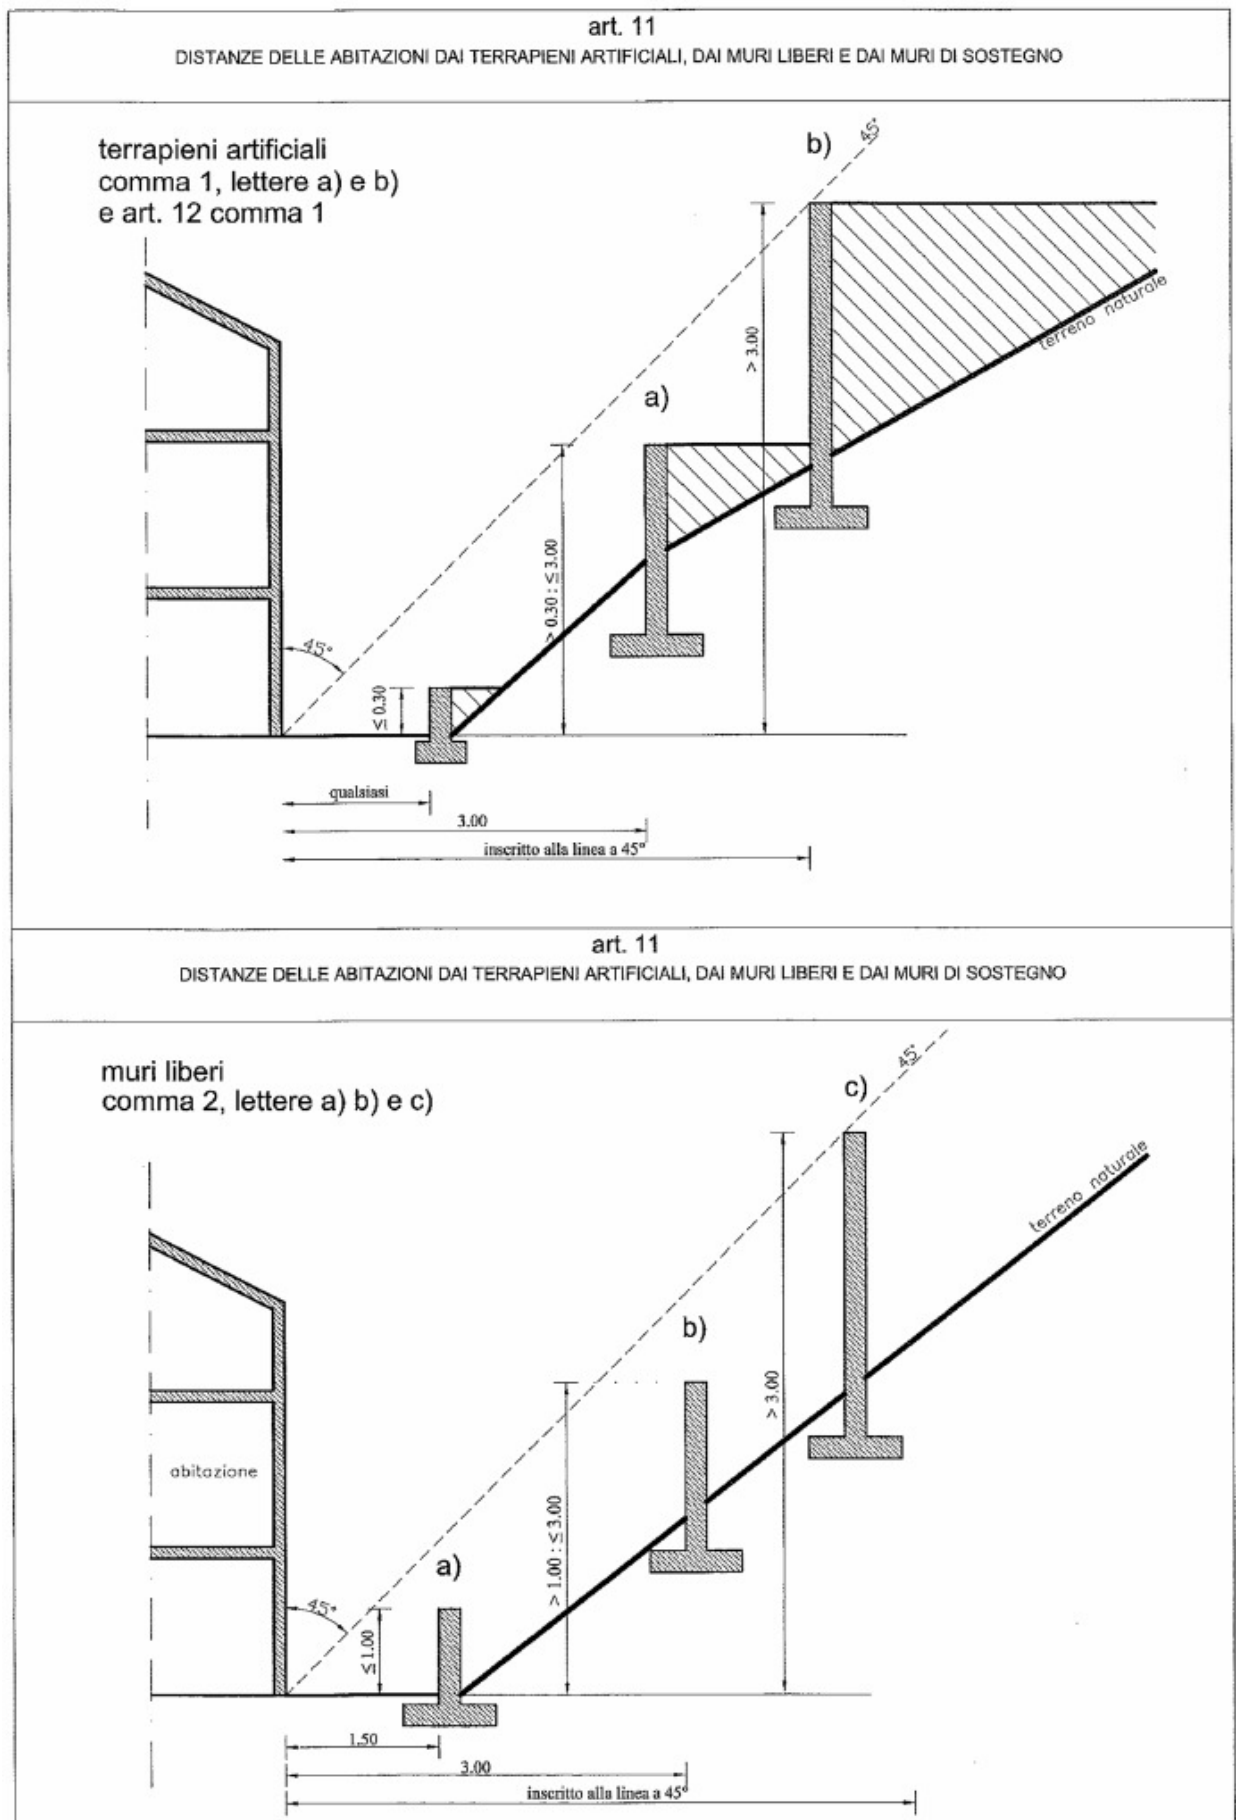 art. 11
DISTANZE DELLE ABITAZIONI DAI TERRAPIENI ARTIFICIALI, DAI MURI LIBERI E DAI MURI DI SOSTEGNO
terrapieni artificiali
comma 1, lettere a) e b)
e art. 12 comma 1
b)
45°
terreno naturale
> 3.00
a)
> 0.30 : ≤ 3.00
45°
≤ 0.30
qualsiasi
3.00
inscritto alla linea a 45°
art. 11
DISTANZE DELLE ABITAZIONI DAI TERRAPIENI ARTIFICIALI, DAI MURI LIBERI E DAI MURI DI SOSTEGNO
muri liberi
comma 2, lettere a) b) e c)
45°
c)
terreno naturale
b)
> 3.00
abitazione
> 1.00 : ≤ 3.00
a)
45°
≤ 1.00
1.50
3.00
inscritto alla linea a 45°